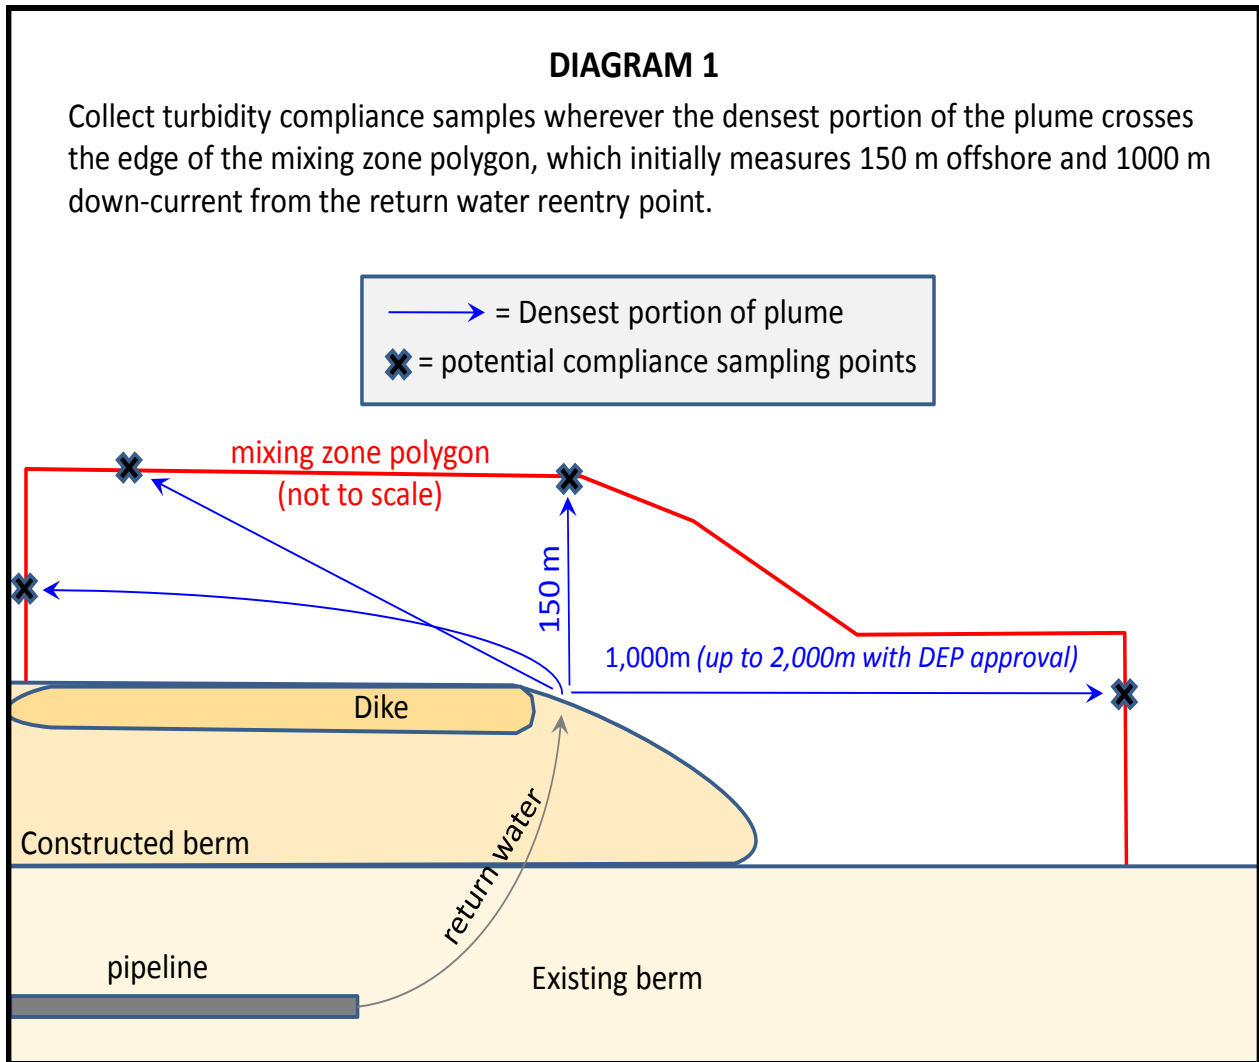 DIAGRAM 1
Collect turbidity compliance samples wherever the densest portion of the plume crosses
the edge of the mixing zone polygon, which initially measures 150 m offshore and 1000 m
down-current from the return water reentry point.
= Densest portion of plume
= potential compliance sampling points
mixing zone polygon
(not to scale)
150 m
1,000m (up to 2,000m with DEP approval)
Dike
Constructed berm
return water
pipeline
Existing berm